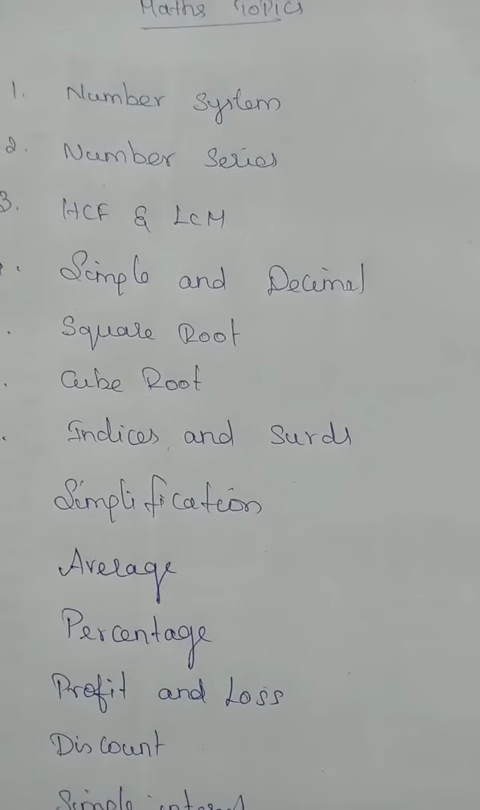 Maths Topics
1. Number System
2. Number Series
3. HCF & LCM
Simple and Decimal
Square Root
Cube Root
Indices and Surds
Simplification
Average
Percentage
Profit and Loss
Discount
Simple